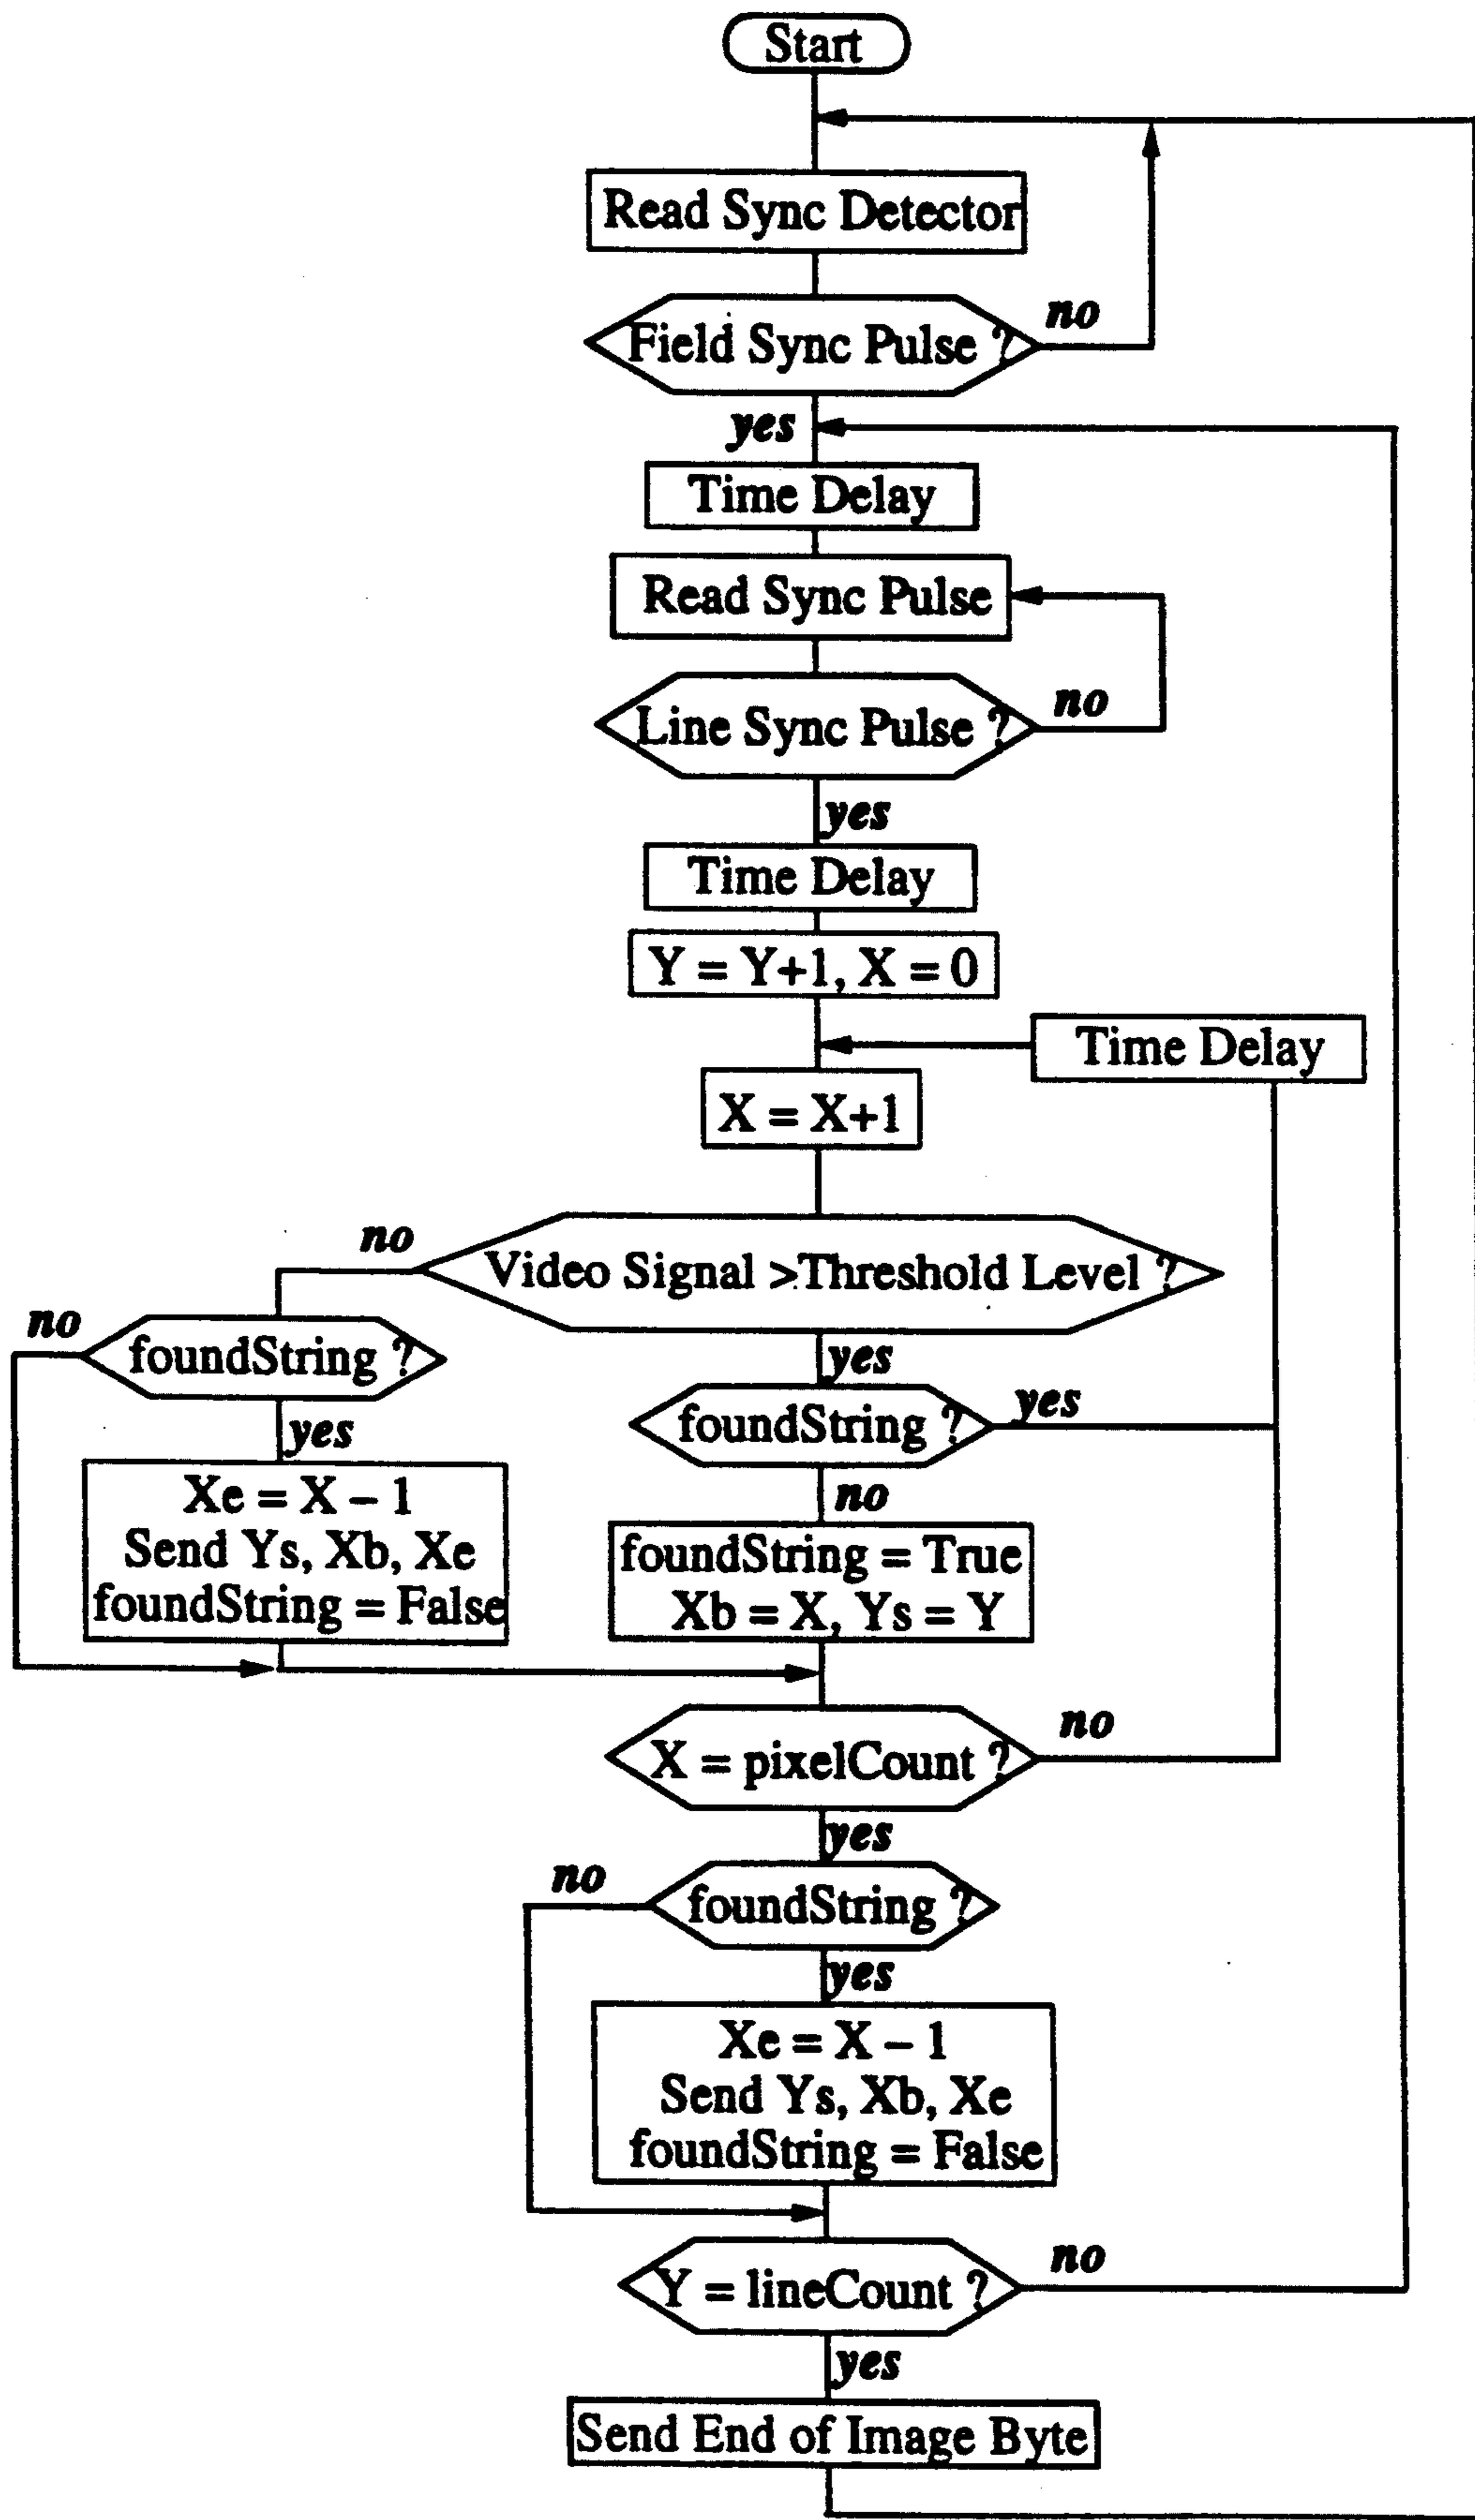 Start
Read Sync Detector
Field Sync Pulse ?
no
yes
Time Delay
Read Sync Pulse
Line Sync Pulse ?
no
yes
Time Delay
Y = Y+1, X = 0
Time Delay
X = X+1
Video Signal >Threshold Level ?
no
yes
foundString ?
no
yes
Xe = X – 1
Send Ys, Xb, Xe
foundString = False
foundString ?
yes
no
foundString = True
Xb = X, Ys = Y
X = pixelCount ?
no
yes
foundString ?
no
yes
Xe = X – 1
Send Ys, Xb, Xe
foundString = False
Y = lineCount ?
no
yes
Send End of Image Byte